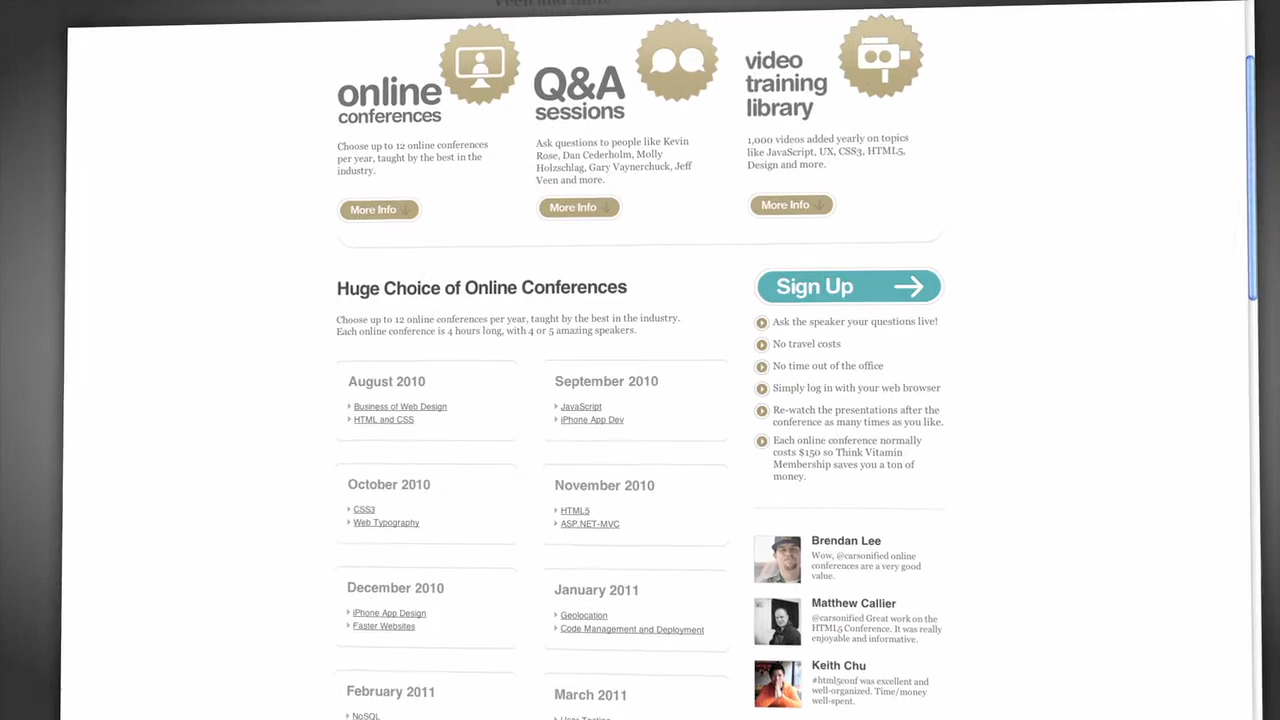 online
conferences
Choose up to 12 online conferences
per year, taught by the best in the
industry.
More Info
Q&A
sessions
Ask questions to people like Kevin
Rose, Dan Cederholm, Molly
Holzschlag, Gary Vaynerchuck, Jeff
Veen and more.
More Info
video
training
library
1,000 videos added yearly on topics
like JavaScript, UX, CSS3, HTML5,
Design and more.
More Info
Huge Choice of Online Conferences
Choose up to 12 online conferences per year, taught by the best in the industry.
Each online conference is 4 hours long, with 4 or 5 amazing speakers.
August 2010
Business of Web Design
HTML and CSS
September 2010
JavaScript
iPhone App Dev
October 2010
CSS3
Web Typography
November 2010
HTML5
ASP.NET-MVC
December 2010
iPhone App Design
Faster Websites
January 2011
Geolocation
Code Management and Deployment
February 2011
NoSQL
March 2011
Sign Up
Ask the speaker your questions live!
No travel costs
No time out of the office
Simply log in with your web browser
Re-watch the presentations after the
conference as many times as you like.
Each online conference normally
costs $150 so Think Vitamin
Membership saves you a ton of
money.
Brendan Lee
Wow, @carsonified online
conferences are a very good
value.
Matthew Callier
@carsonified Great work on the
HTML5 Conference. It was really
enjoyable and informative.
Keith Chu
#html5conf was excellent and
well-organized. Time/money
well-spent.